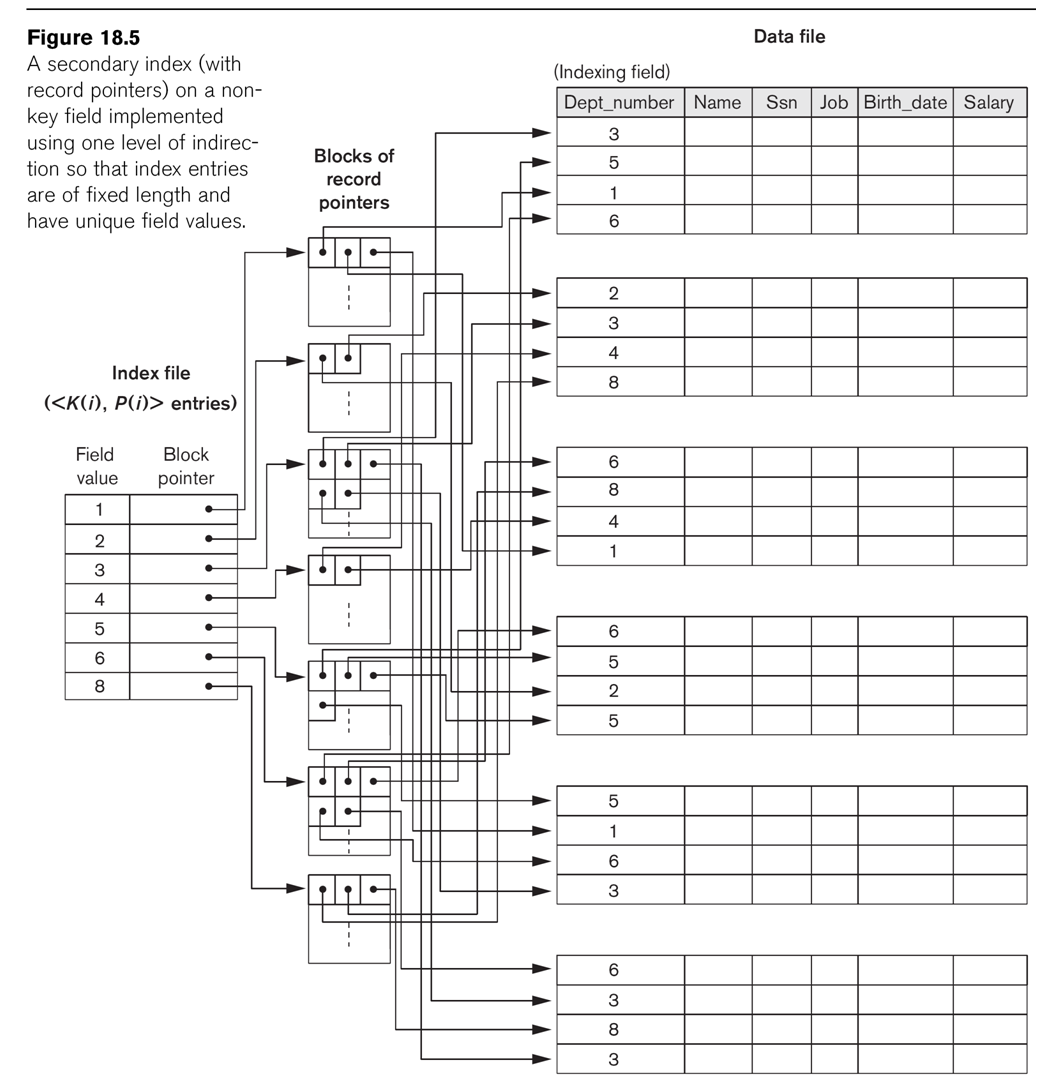 Figure 18.5
A secondary index (with
record pointers) on a non-
key field implemented
using one level of indirec-
tion so that index entries
are of fixed length and
have unique field values.
Data file
(Indexing field)
Dept_number Name Ssn Job Birth_date Salary
3
5
1
6
2
3
4
8
6
8
4
1
6
5
2
5
5
1
6
3
6
3
8
3
Blocks of
record
pointers
Index file
(<K(i), P(i)> entries)
Field Block
value pointer
1
2
3
4
5
6
8